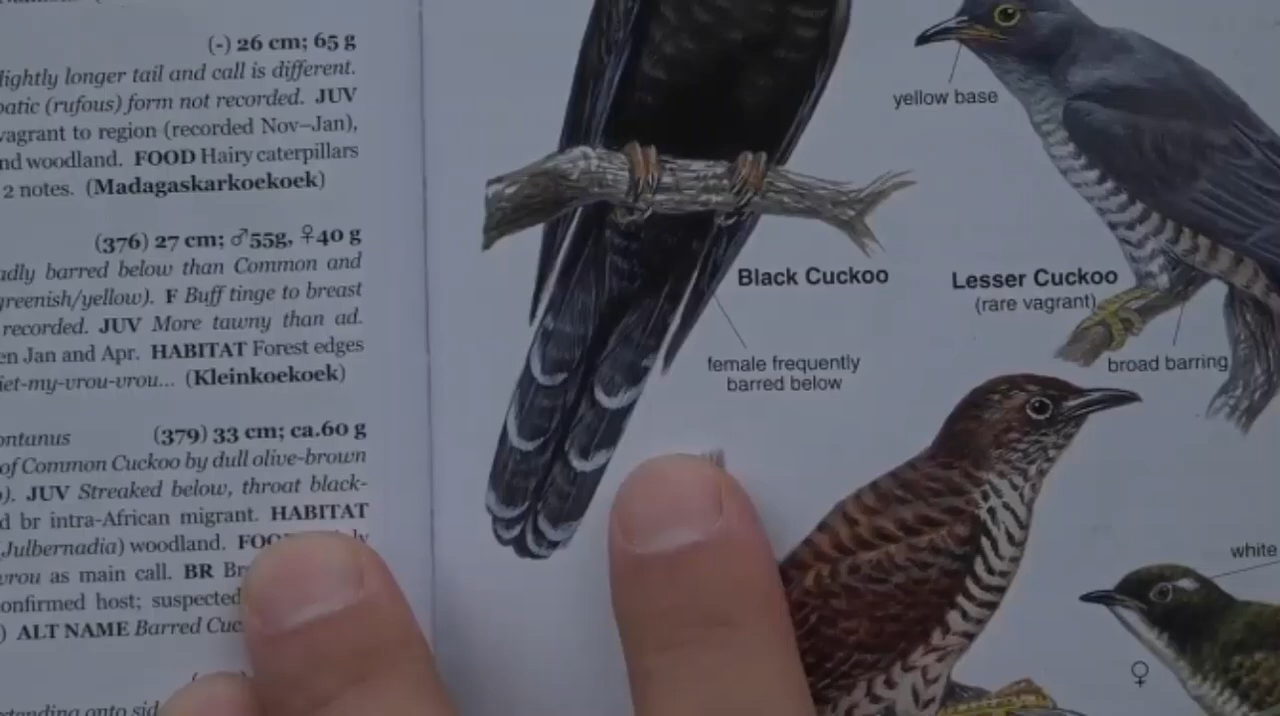 (-) 26 cm; 65 g
lightly longer tail and call is different.
(rufous) form not recorded. JUV
vagrant to region (recorded Nov–Jan),
woodland. FOOD Hairy caterpillars
2 notes. (Madagaskarkoekoek)
(376) 27 cm; ♂55g, ♀40 g
barred below than Common and
greenish/yellow). F Buff tinge to breast
recorded. JUV More tawny than ad.
Jan and Apr. HABITAT Forest edges
iet-my-vrou-vrou... (Kleinkoekoek)
ontanus (379) 33 cm; ca.60 g
of Common Cuckoo by dull olive-brown
). JUV Streaked below, throat black-
br intra-African migrant. HABITAT
(Julbernadia) woodland.
vrou as main call. BR
onfirmed host; suspected
) ALT NAME Barred
yellow base
Black Cuckoo
Lesser Cuckoo
(rare vagrant)
female frequently
barred below
broad barring
white
♀